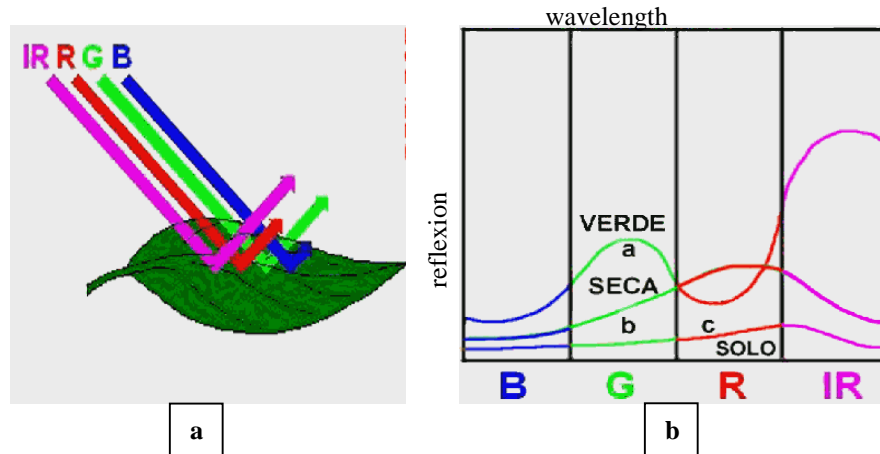 wavelength
IR R G B
reflexion
VERDE
a
SECA
b
c
SOLO
B G R IR
a
b